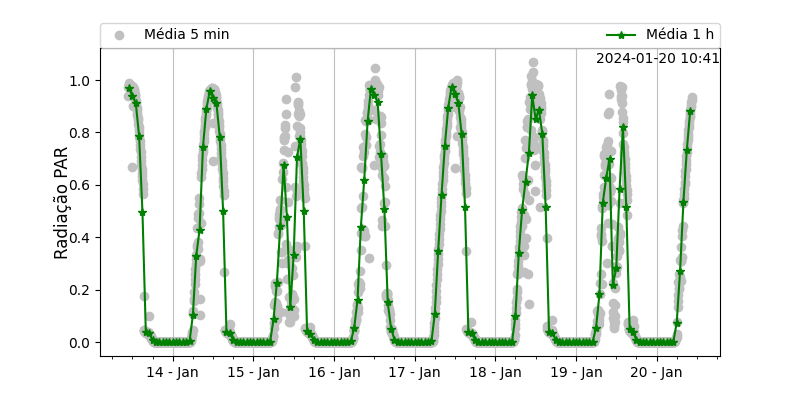 Média 5 min
Média 1 h
2024-01-20 10:41
Radiação PAR
1.0
0.8
0.6
0.4
0.2
0.0
14 - Jan
15 - Jan
16 - Jan
17 - Jan
18 - Jan
19 - Jan
20 - Jan